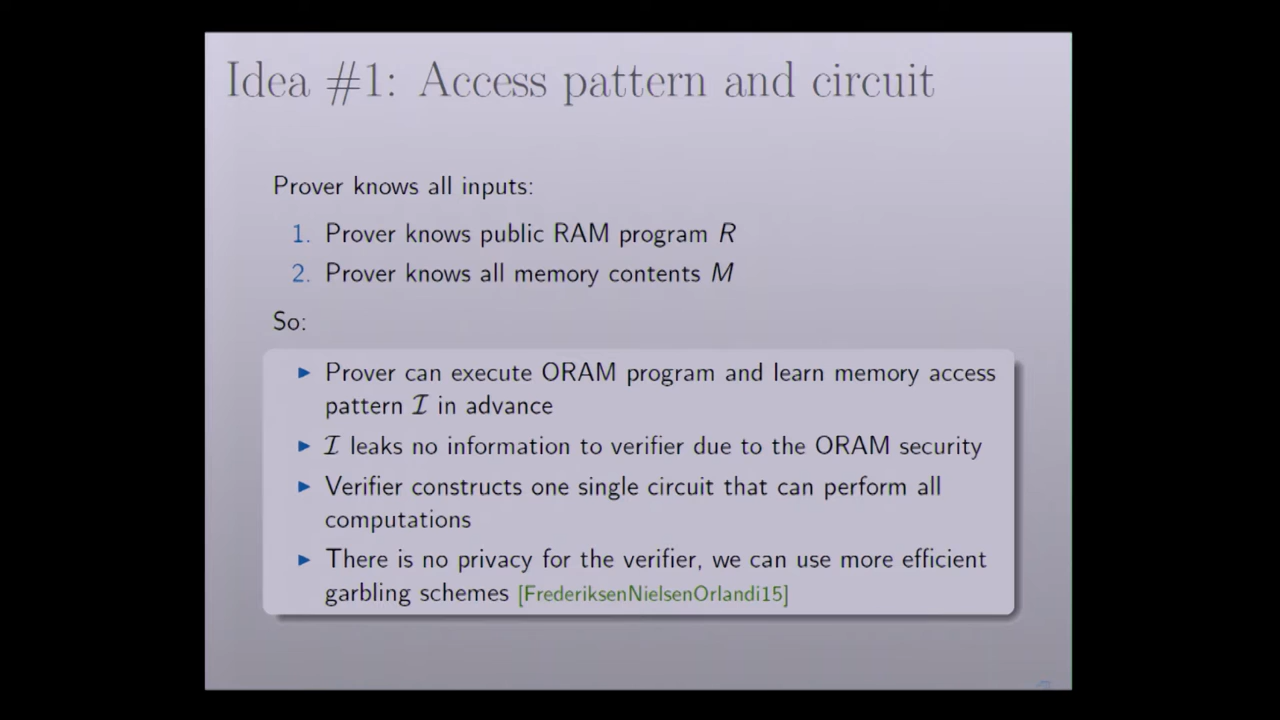 Idea #1: Access pattern and circuit
Prover knows all inputs:
1. Prover knows public RAM program R
2. Prover knows all memory contents M
So:
▶ Prover can execute ORAM program and learn memory access
pattern ℐ in advance
▶ ℐ leaks no information to verifier due to the ORAM security
▶ Verifier constructs one single circuit that can perform all
computations
▶ There is no privacy for the verifier, we can use more efficient
garbling schemes [FrederiksenNielsenOrlandi15]